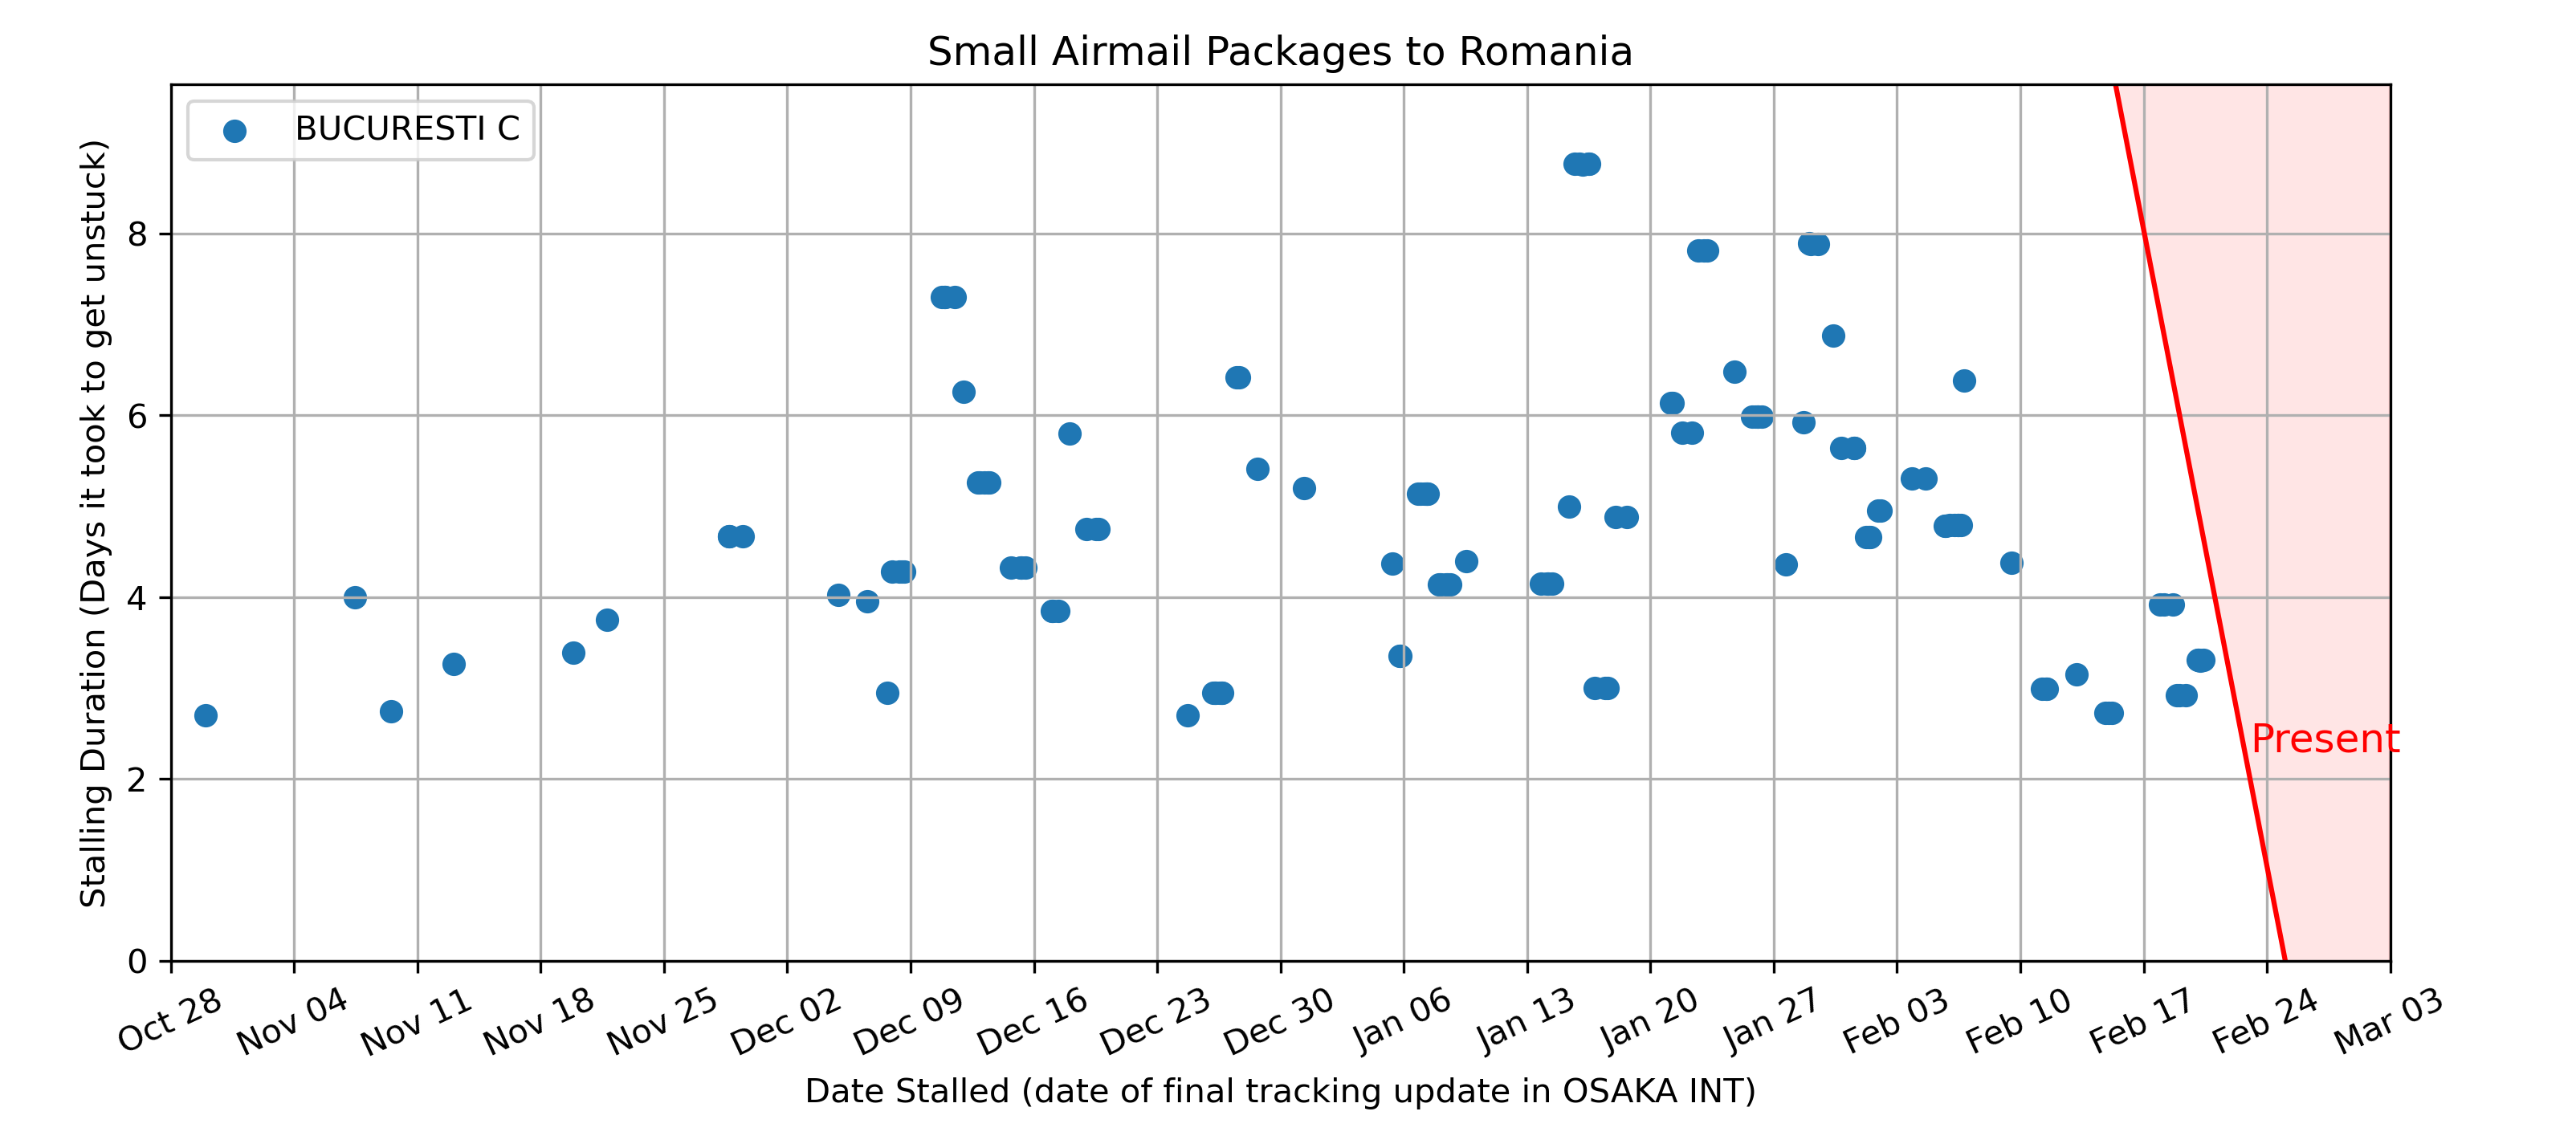 Small Airmail Packages to Romania
BUCURESTI C
Stalling Duration (Days it took to get unstuck)
8
6
4
2
0
Present
Oct 28
Nov 04
Nov 11
Nov 18
Nov 25
Dec 02
Dec 09
Dec 16
Dec 23
Dec 30
Jan 06
Jan 13
Jan 20
Jan 27
Feb 03
Feb 10
Feb 17
Feb 24
Mar 03
Date Stalled (date of final tracking update in OSAKA INT)